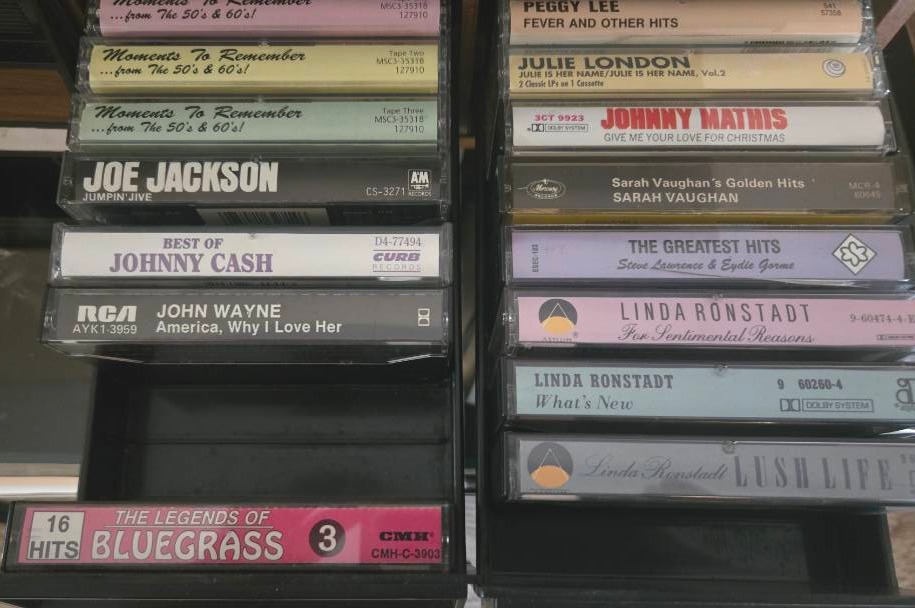 ...from The 50's & 60's!
MSC3-35318
127910
Moments To Remember
...from The 50's & 60's!
Tape Two
MSC3-35318
127910
Moments To Remember
...from The 50's & 60's!
Tape Three
MSC3-35318
127910
JOE JACKSON
JUMPIN' JIVE
A&M
RECORDS
CS-3271
BEST OF
JOHNNY CASH
D4-77494
CURB
RECORDS
RCA
AYK1-3959
JOHN WAYNE
America, Why I Love Her
16
HITS
THE LEGENDS OF
BLUEGRASS
3
CMH®
CMH-C-3903
PEGGY LEE
FEVER AND OTHER HITS
S41
57358
JULIE LONDON
JULIE IS HER NAME/JULIE IS HER NAME, Vol.2
2 Classic LPs on 1 Cassette
3CT 9923
DOLBY SYSTEM
JOHNNY MATHIS
GIVE ME YOUR LOVE FOR CHRISTMAS
Mercury
Sarah Vaughan's Golden Hits
SARAH VAUGHAN
MCR-4
60645
THE GREATEST HITS
Steve Lawrence & Eydie Gorme
LINDA RONSTADT
For Sentimental Reasons
ASYLUM
9-60474-4-E
LINDA RONSTADT
What's New
9 60260-4
DOLBY SYSTEM
Linda Ronstadt LUSH LIFE